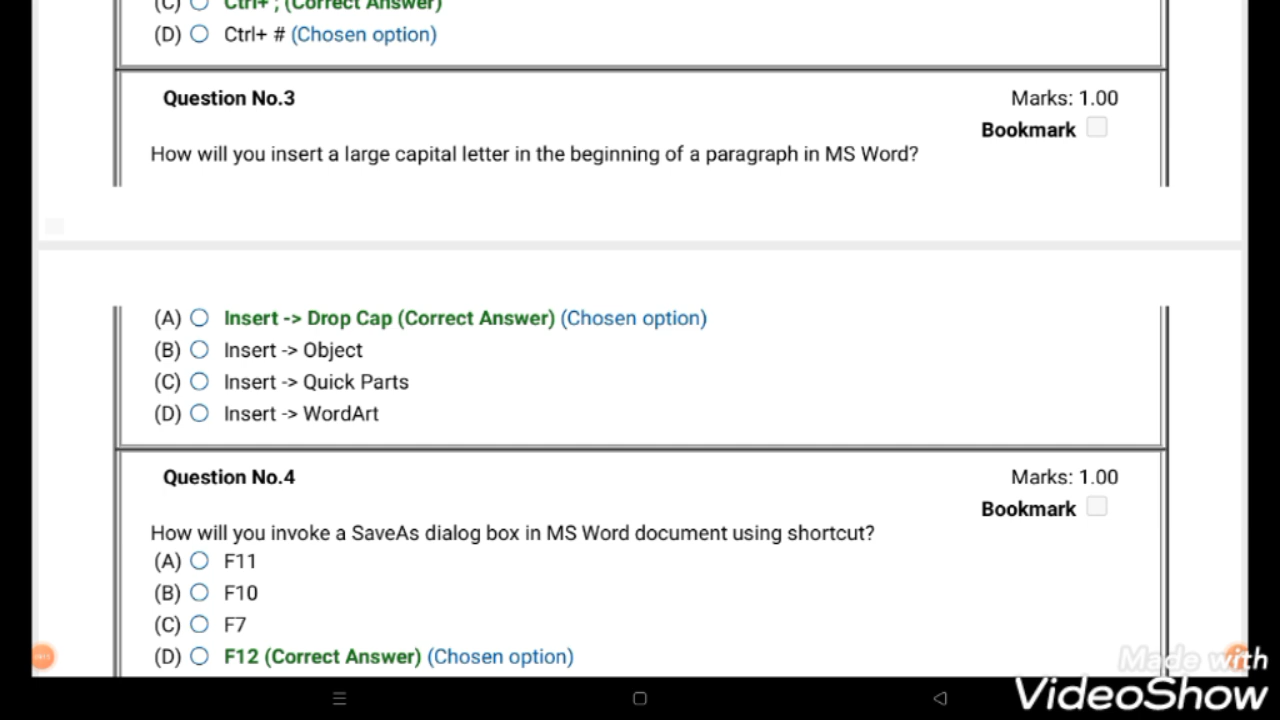 (C) Ctrl+ ; (Correct Answer)
(D) Ctrl+ # (Chosen option)
Question No.3 Marks: 1.00
Bookmark
How will you insert a large capital letter in the beginning of a paragraph in MS Word?
(A) Insert -> Drop Cap (Correct Answer) (Chosen option)
(B) Insert -> Object
(C) Insert -> Quick Parts
(D) Insert -> WordArt
Question No.4 Marks: 1.00
Bookmark
How will you invoke a SaveAs dialog box in MS Word document using shortcut?
(A) F11
(B) F10
(C) F7
(D) F12 (Correct Answer) (Chosen option)
Made with
VideoShow